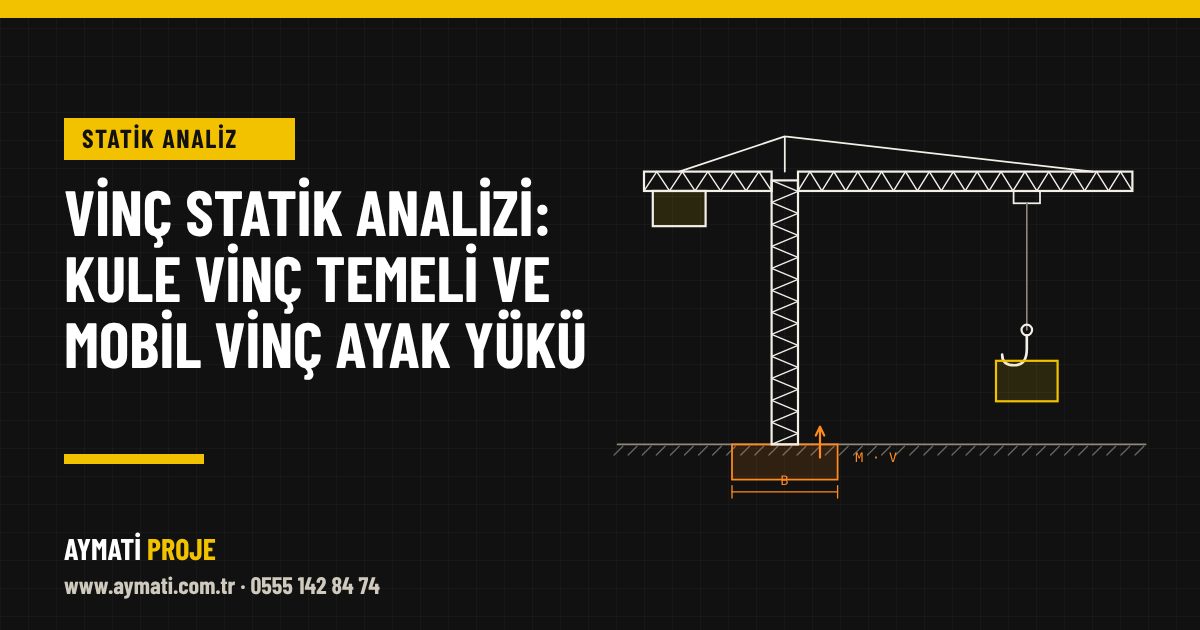 STATİK ANALİZ
VİNÇ STATİK ANALİZİ:
KULE VİNÇ TEMELİ VE
MOBİL VİNÇ AYAK YÜKÜ
M · V
B
AYMATİ PROJE
www.aymati.com.tr · 0555 142 84 74